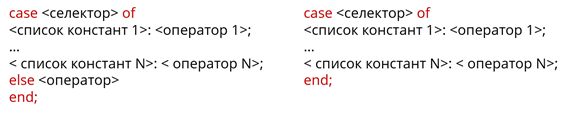 case <селектор> of
<список констант 1>: <оператор 1>;
...
< список констант N>: < оператор N>;
else <оператор>
end;
case <селектор> of
<список констант 1>: <оператор 1>;
...
< список констант N>: < оператор N>;
end;